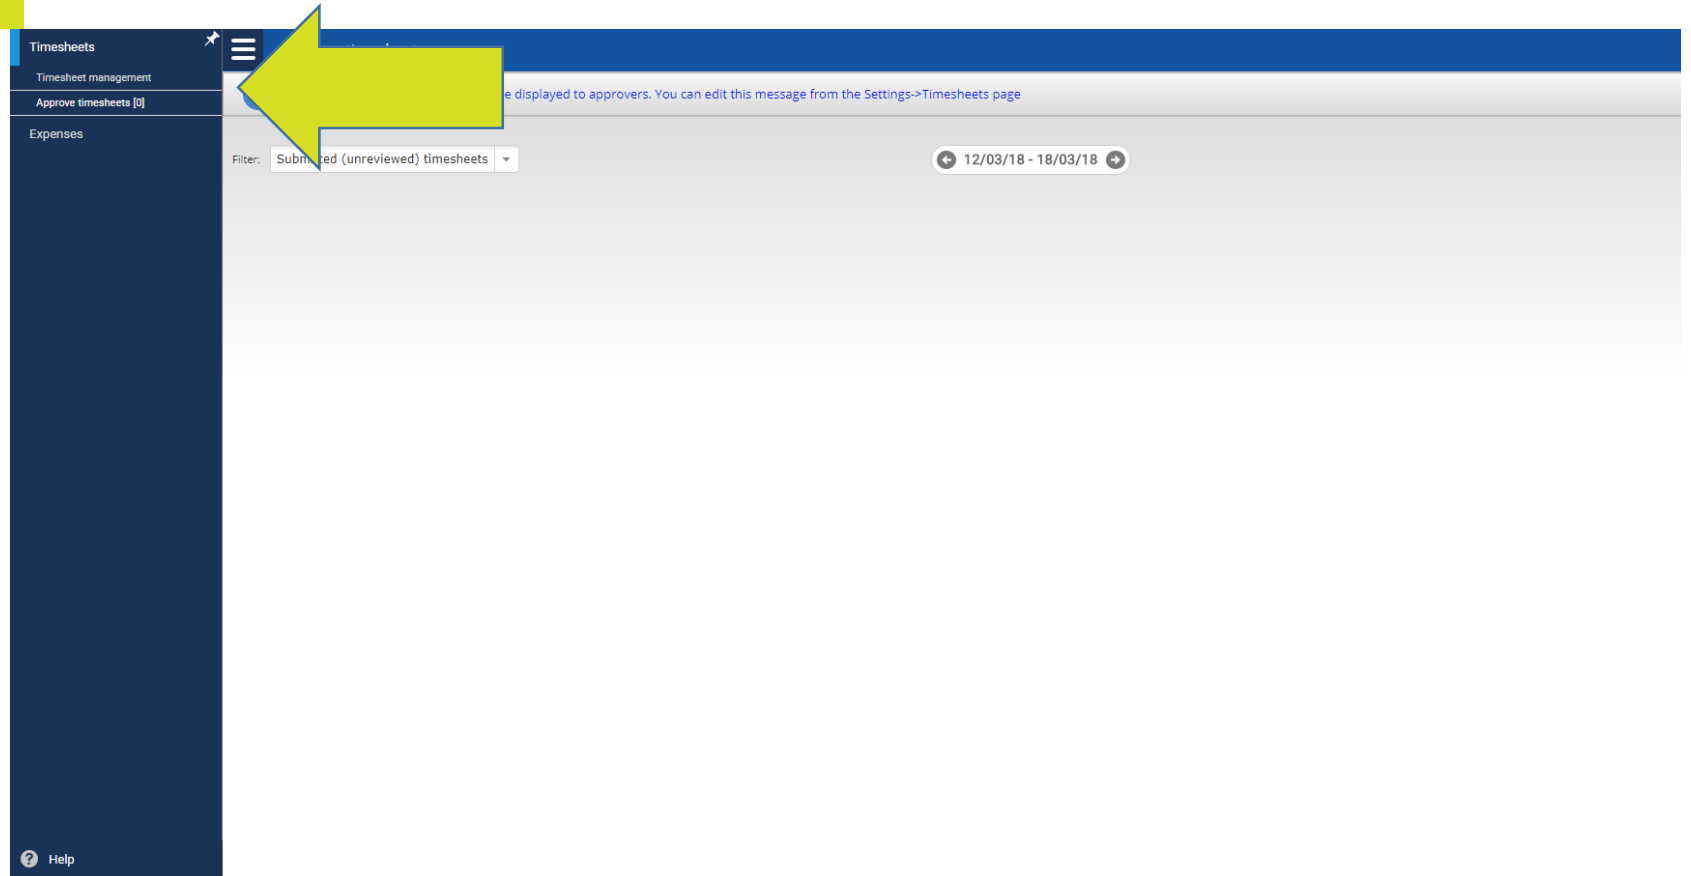 Timesheets
Timesheet management
Approve timesheets [0]
Expenses
displayed to approvers. You can edit this message from the Settings->Timesheets page
Filter: (unreviewed) timesheets
12/03/18 - 18/03/18
Help